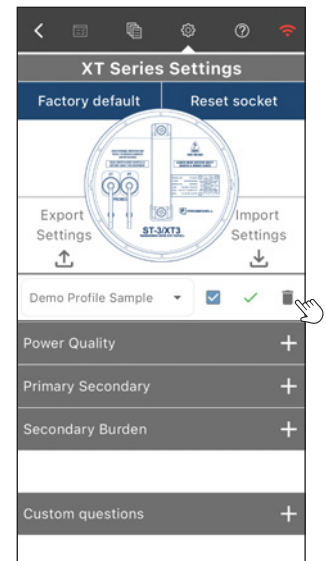 XT Series Settings
Factory default
Reset socket
PROBES
ST-3/XT3
Export
Settings
Import
Settings
Demo Profile Sample
Power Quality
Primary Secondary
Secondary Burden
Custom questions